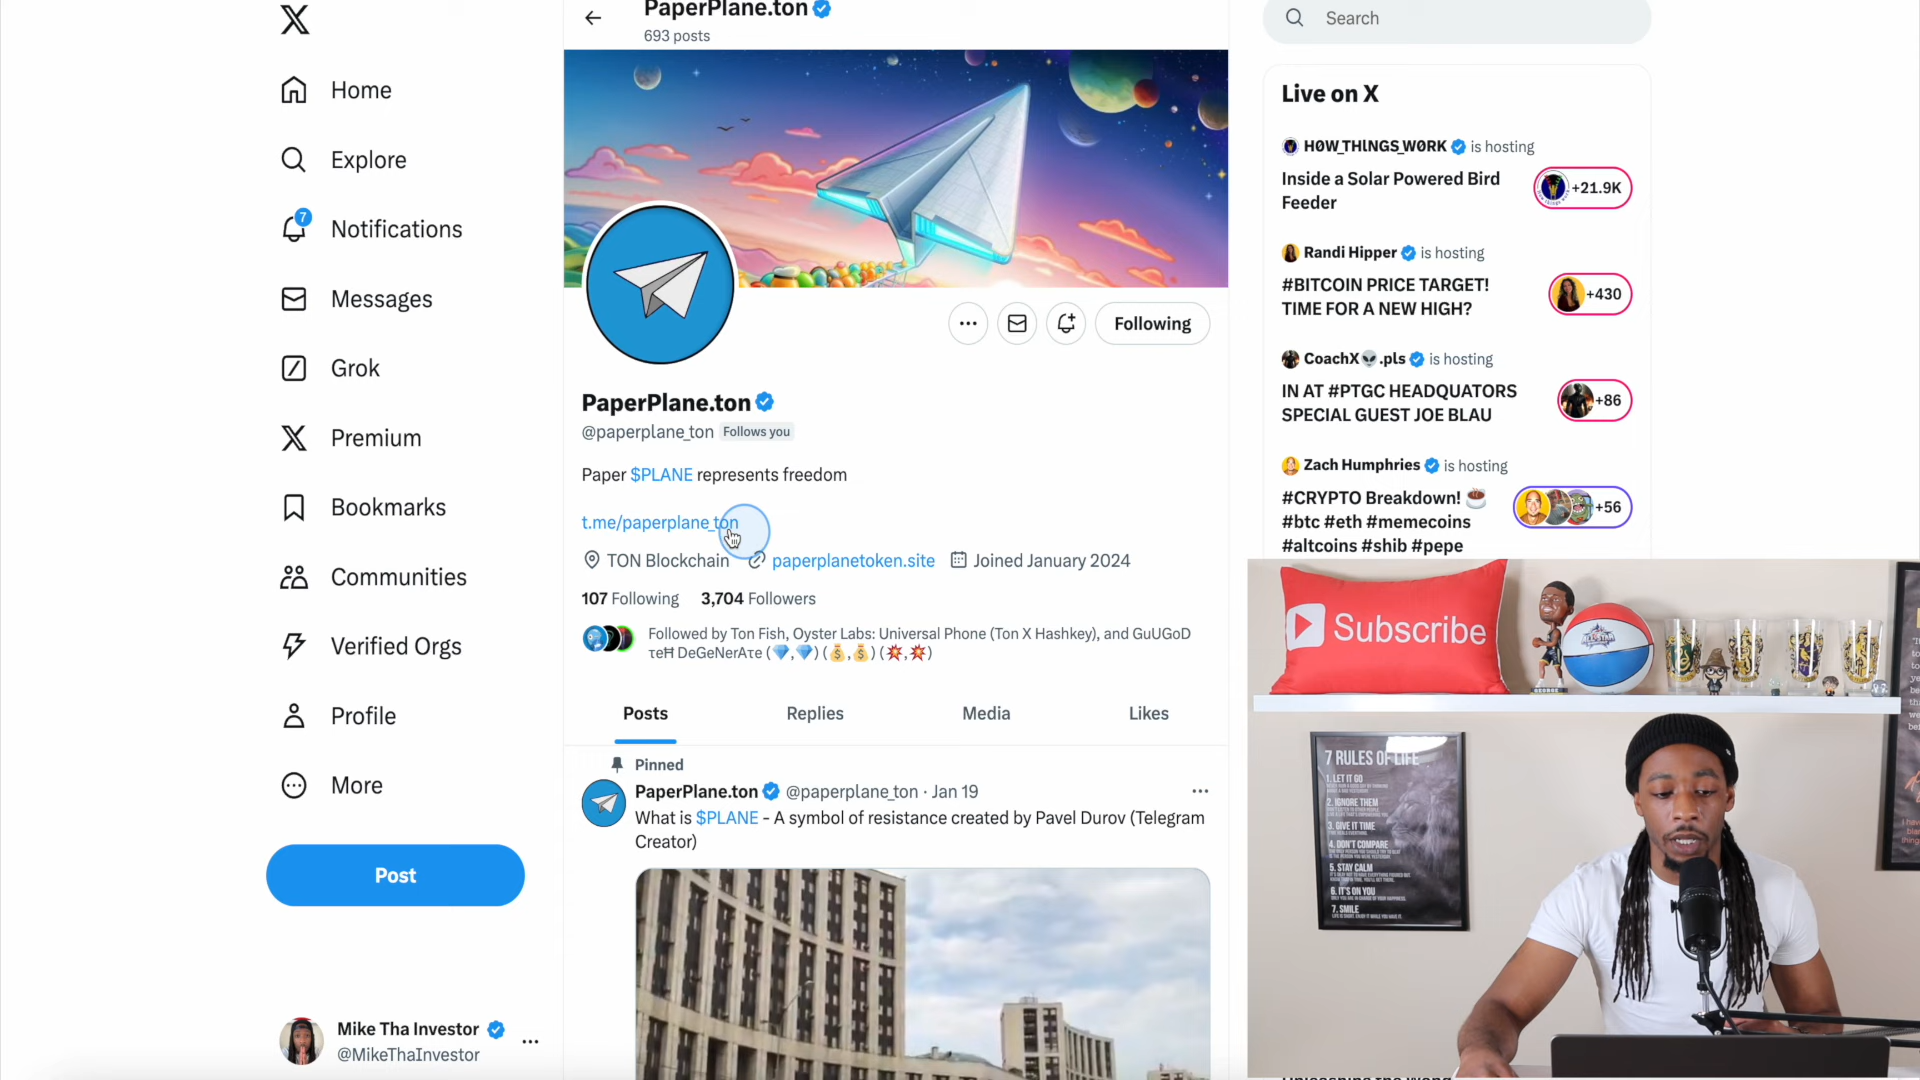 PaperPlane.ton
693 posts
Search
Home
Explore
7
Notifications
Messages
Grok
Premium
Bookmarks
Communities
Verified Orgs
Profile
More
Post
Mike Tha Investor
@MikeThaInvestor
Following
PaperPlane.ton
@paperplane_ton Follows you
Paper $PLANE represents freedom
t.me/paperplane_ton
TON Blockchain paperplanetoken.site Joined January 2024
107 Following 3,704 Followers
Followed by Ton Fish, Oyster Labs: Universal Phone (Ton X Hashkey), and GuUGoD
τeĦ DeGeNerAτe (💎,💎) (💰,💰) (💥,💥)
Posts Replies Media Likes
Pinned
PaperPlane.ton @paperplane_ton · Jan 19
What is $PLANE - A symbol of resistance created by Pavel Durov (Telegram
Creator)
Live on X
H0W_THlNGS_W0RK is hosting
Inside a Solar Powered Bird
Feeder
+21.9K
Randi Hipper is hosting
#BITCOIN PRICE TARGET!
TIME FOR A NEW HIGH?
+430
CoachX👽.pls is hosting
IN AT #PTGC HEADQUATORS
SPECIAL GUEST JOE BLAU
+86
Zach Humphries is hosting
#CRYPTO Breakdown! ☕
#btc #eth #memecoins
#altcoins #shib #pepe
+56
Subscribe
GEORGE
7 RULES OF LIFE
1. LET IT GO
2. IGNORE THEM
3. GIVE IT TIME
4. DON'T COMPARE
5. STAY CALM
6. IT'S ON YOU
7. SMILE